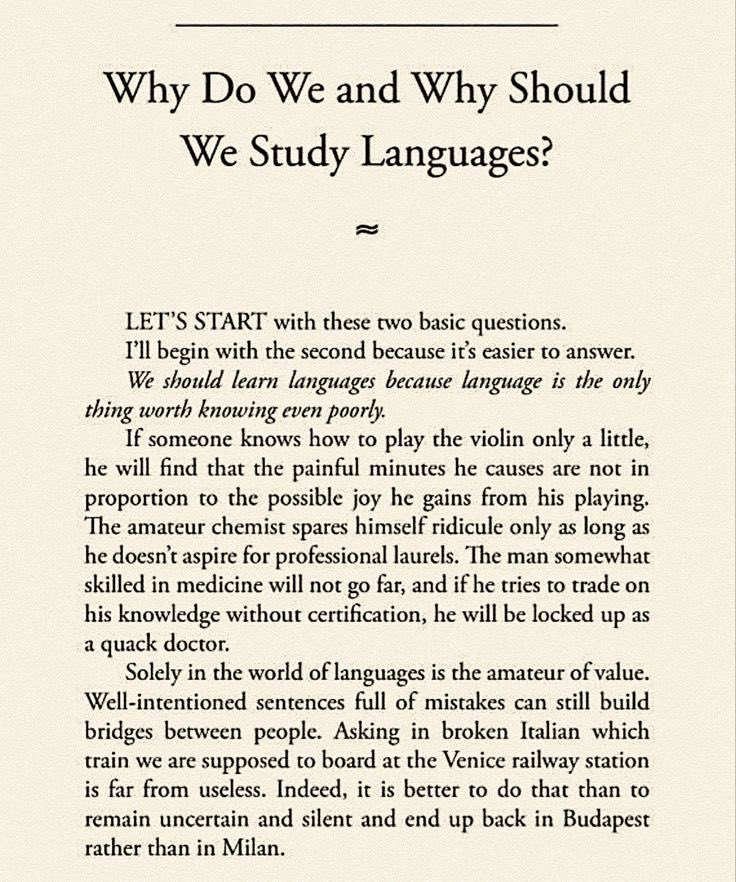 Why Do We and Why Should
We Study Languages?
≈
LET'S START with these two basic questions.
I'll begin with the second because it's easier to answer.
We should learn languages because language is the only
thing worth knowing even poorly.
If someone knows how to play the violin only a little,
he will find that the painful minutes he causes are not in
proportion to the possible joy he gains from his playing.
The amateur chemist spares himself ridicule only as long as
he doesn't aspire for professional laurels. The man somewhat
skilled in medicine will not go far, and if he tries to trade on
his knowledge without certification, he will be locked up as
a quack doctor.
Solely in the world of languages is the amateur of value.
Well-intentioned sentences full of mistakes can still build
bridges between people. Asking in broken Italian which
train we are supposed to board at the Venice railway station
is far from useless. Indeed, it is better to do that than to
remain uncertain and silent and end up back in Budapest
rather than in Milan.